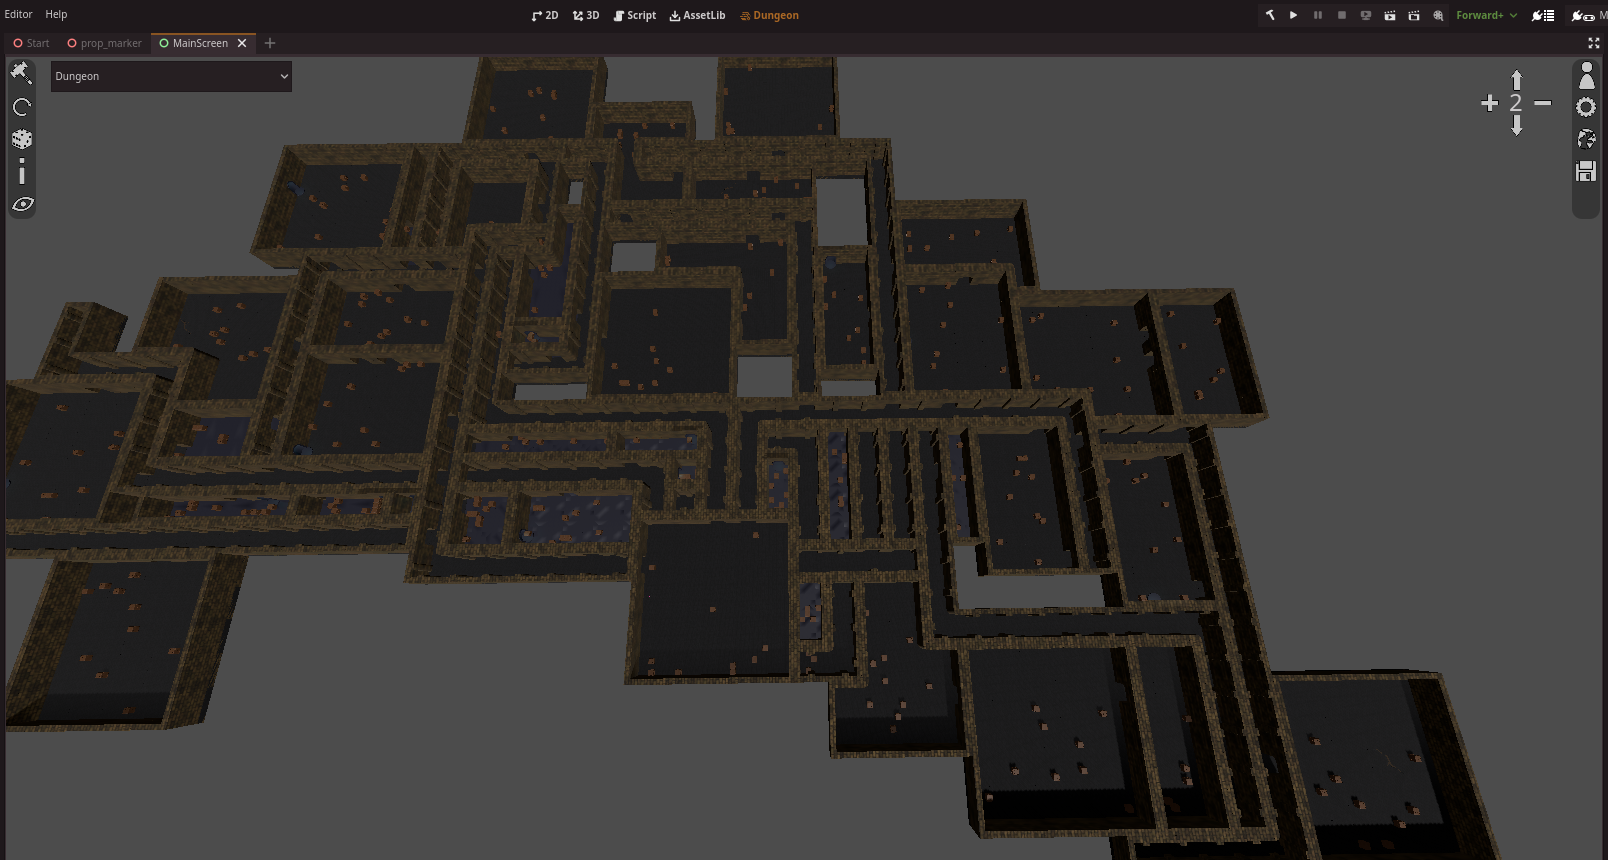 Editor Help 2D 3D Script AssetLib Dungeon Forward+ M
Start prop_marker MainScreen
Dungeon
2